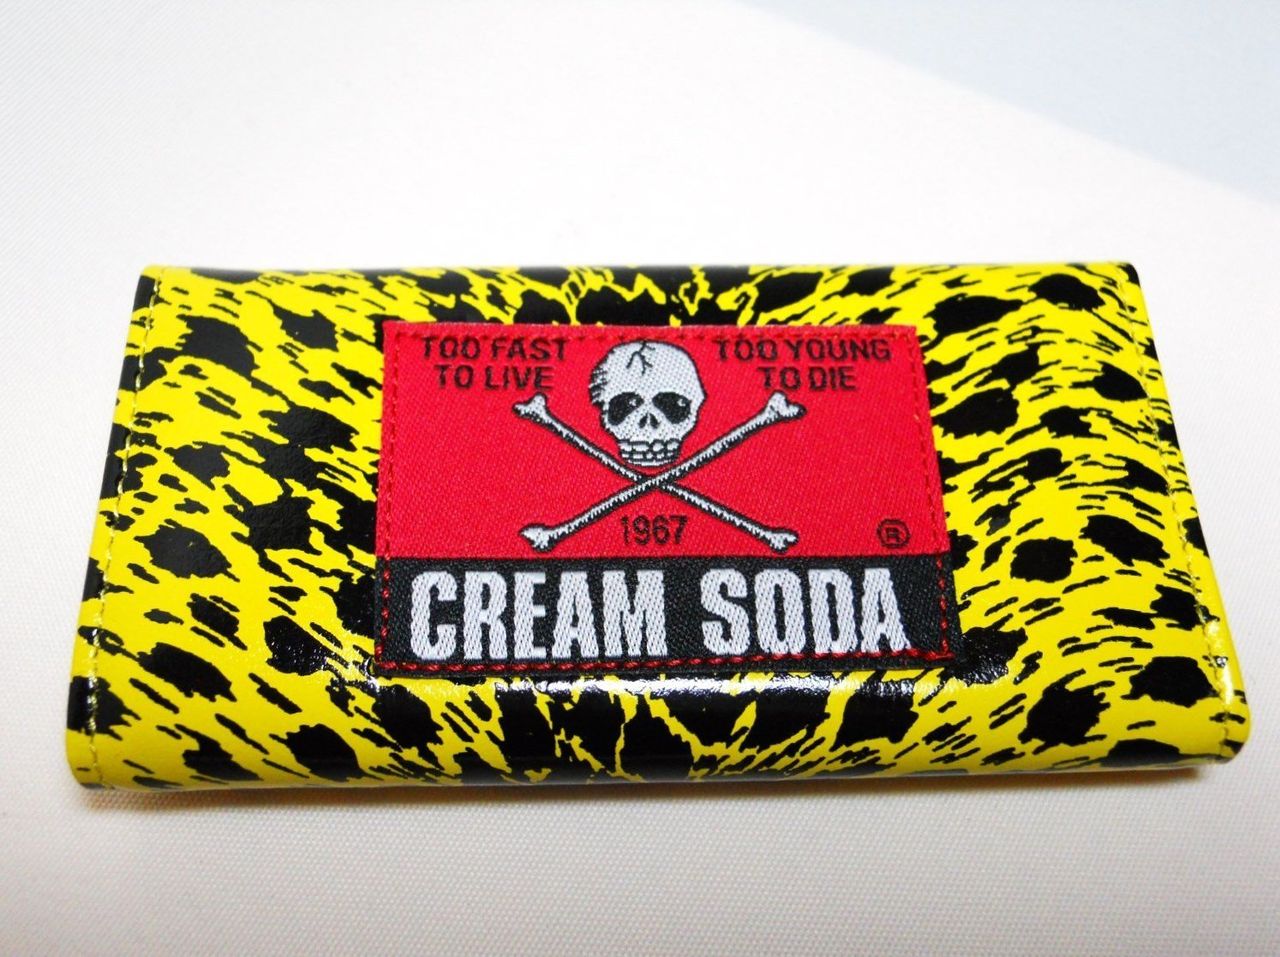 TOO FAST
TO LIVE
TOO YOUNG
TO DIE
1967
®
CREAM SODA